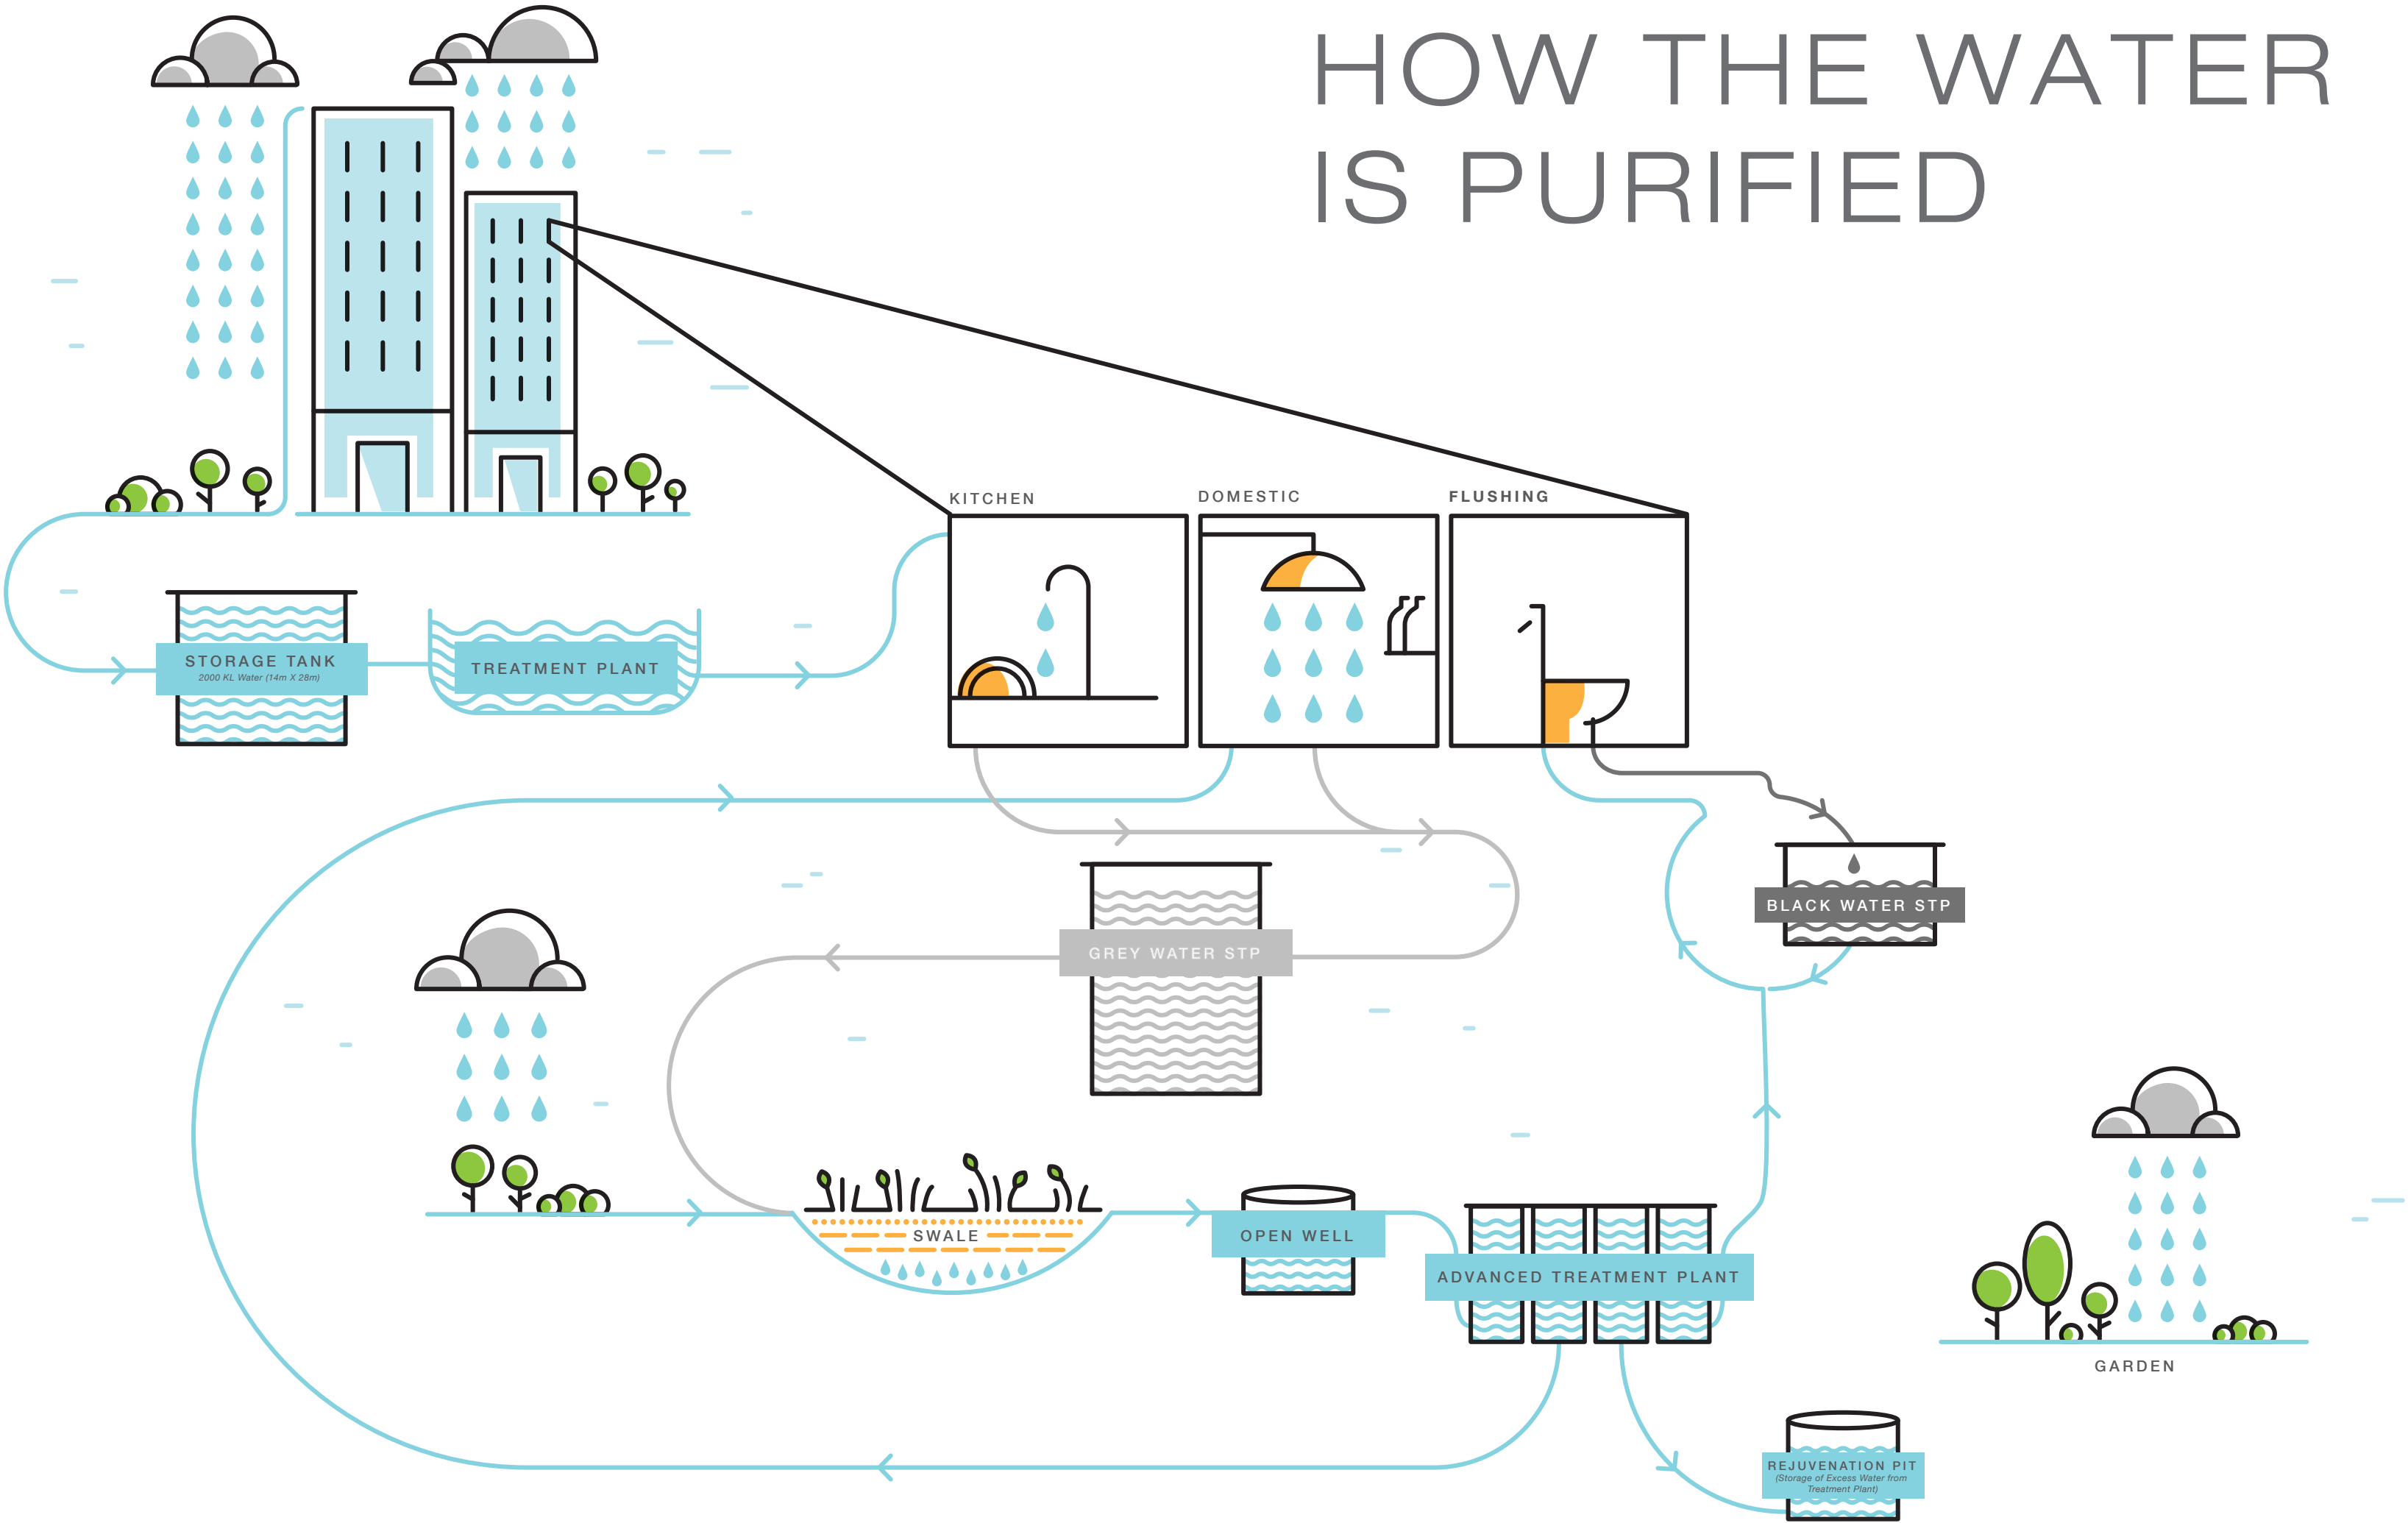 HOW THE WATER
IS PURIFIED
KITCHEN
DOMESTIC
FLUSHING
STORAGE TANK
2000 KL Water (14m X 28m)
TREATMENT PLANT
BLACK WATER STP
GREY WATER STP
SWALE
OPEN WELL
ADVANCED TREATMENT PLANT
GARDEN
REJUVENATION PIT
(Storage of Excess Water from
Treatment Plant)